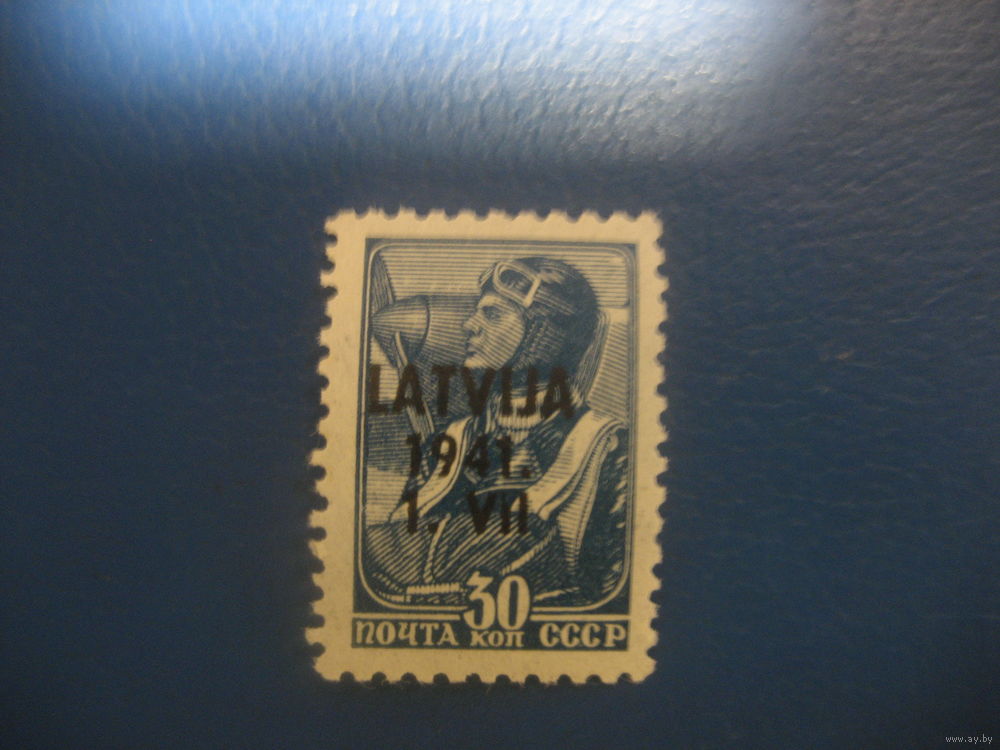 LATVIJA
1941.
1. VII
30
ПОЧТА КОП СССР
www.ay.by